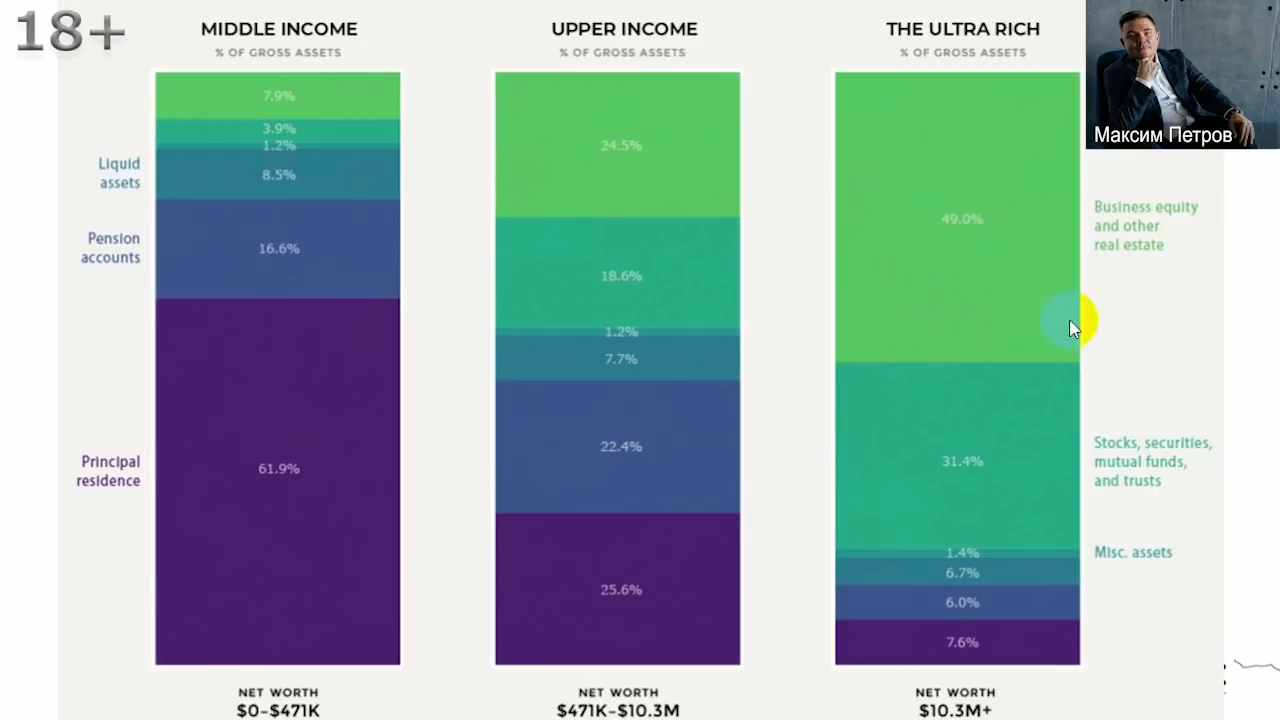 18+
MIDDLE INCOME
% OF GROSS ASSETS
7.9%
3.9%
1.2%
8.5%
16.6%
61.9%
Liquid
assets
Pension
accounts
Principal
residence
NET WORTH
$0–$471K
UPPER INCOME
% OF GROSS ASSETS
24.5%
18.6%
1.2%
7.7%
22.4%
25.6%
NET WORTH
$471K–$10.3M
THE ULTRA RICH
% OF GROSS ASSETS
49.0%
31.4%
1.4%
6.7%
6.0%
7.6%
NET WORTH
$10.3M+
Максим Петров
Business equity
and other
real estate
Stocks, securities,
mutual funds,
and trusts
Misc. assets